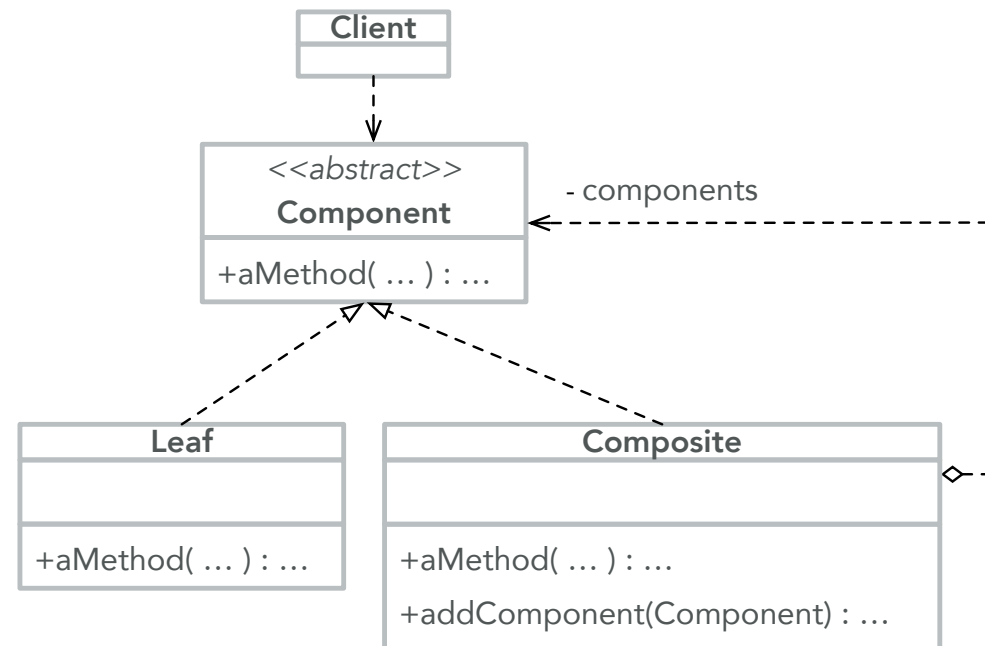 Client
<<abstract>>
Component
- components
+aMethod( … ) : …
Leaf
Composite
+aMethod( … ) : …
+aMethod( … ) : …
+addComponent(Component) : …